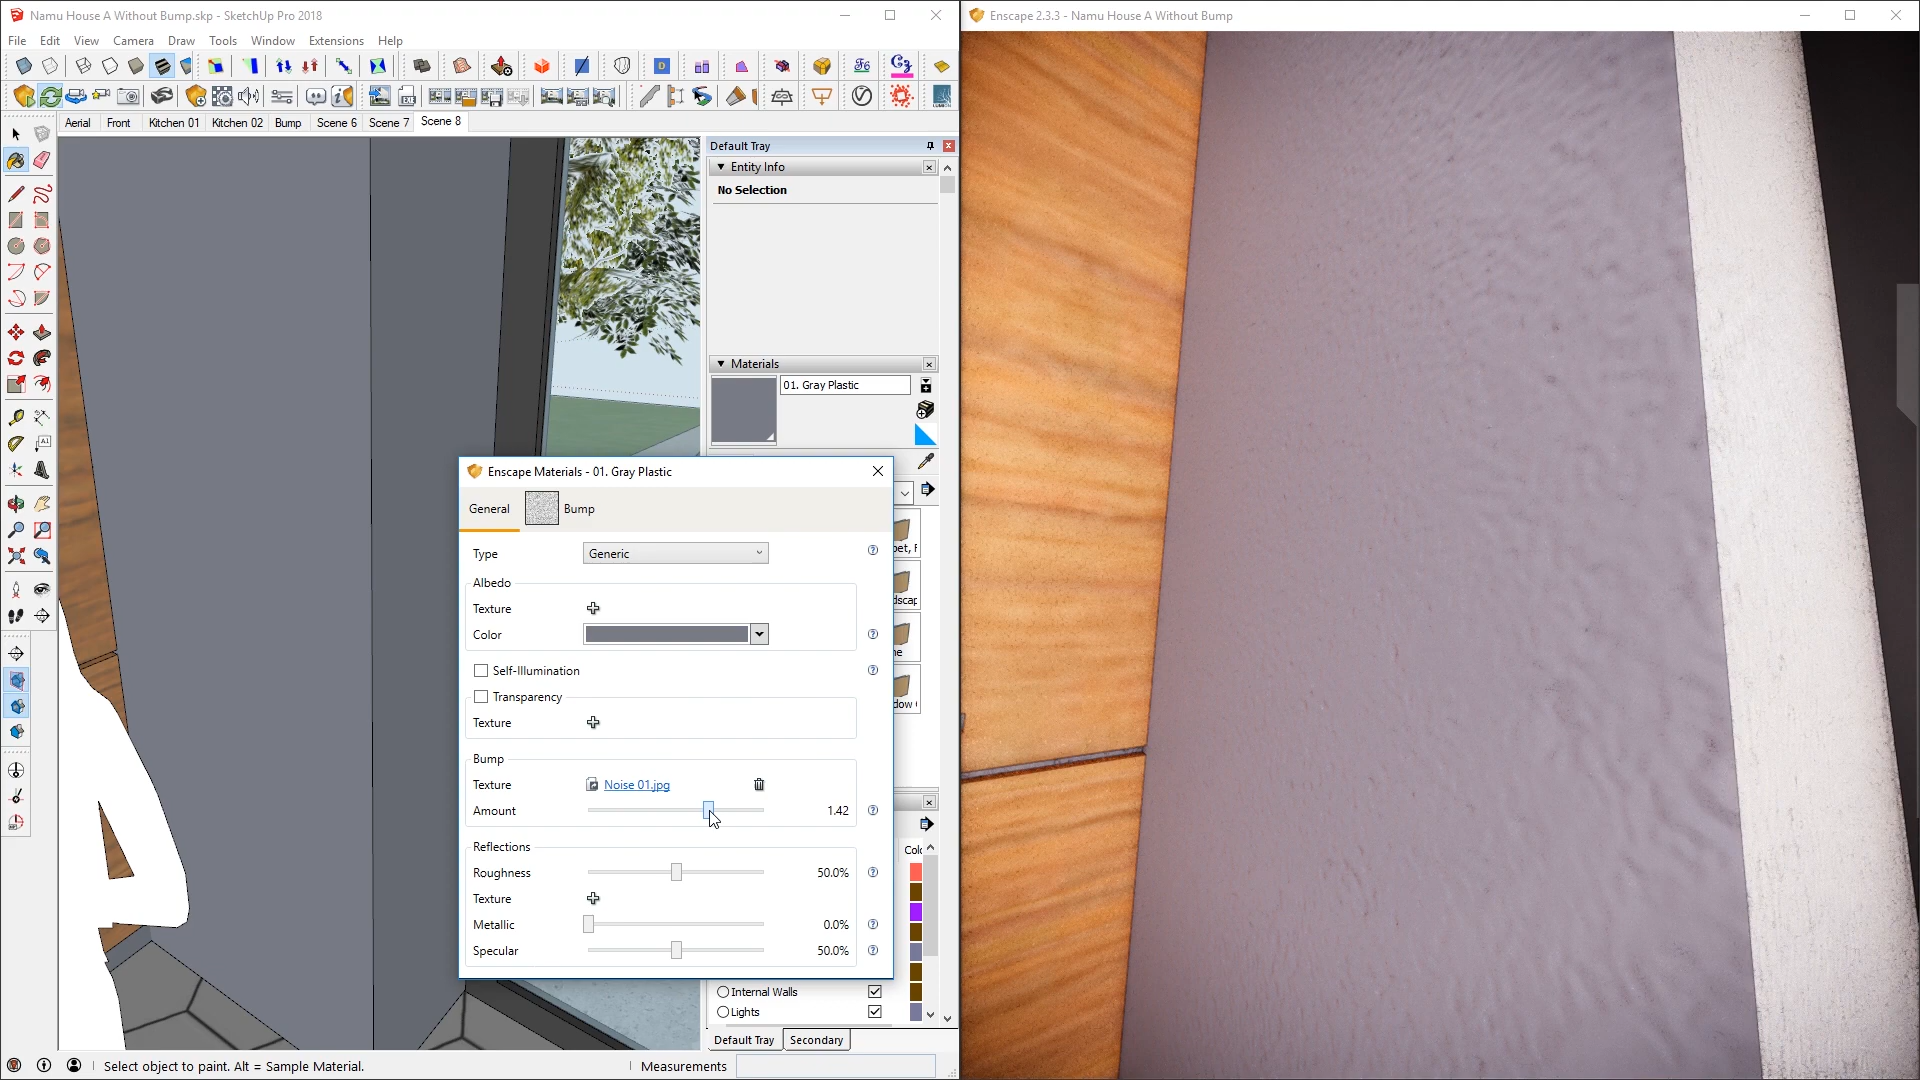 Namu House A Without Bump.skp - SketchUp Pro 2018
File Edit View Camera Draw Tools Window Extensions Help
Aerial Front Kitchen 01 Kitchen 02 Bump Scene 6 Scene 7 Scene 8
Default Tray
Entity Info
No Selection
Materials
01. Gray Plastic
Enscape Materials - 01. Gray Plastic
General Bump
Type Generic
Albedo
Texture
Color
Self-Illumination
Transparency
Texture
Bump
Texture Noise 01.jpg
Amount 1.42
Reflections
Roughness 50.0%
Texture
Metallic 0.0%
Specular 50.0%
Internal Walls
Lights
Default Tray Secondary
Select object to paint. Alt = Sample Material.
Measurements
Enscape 2.3.3 - Namu House A Without Bump